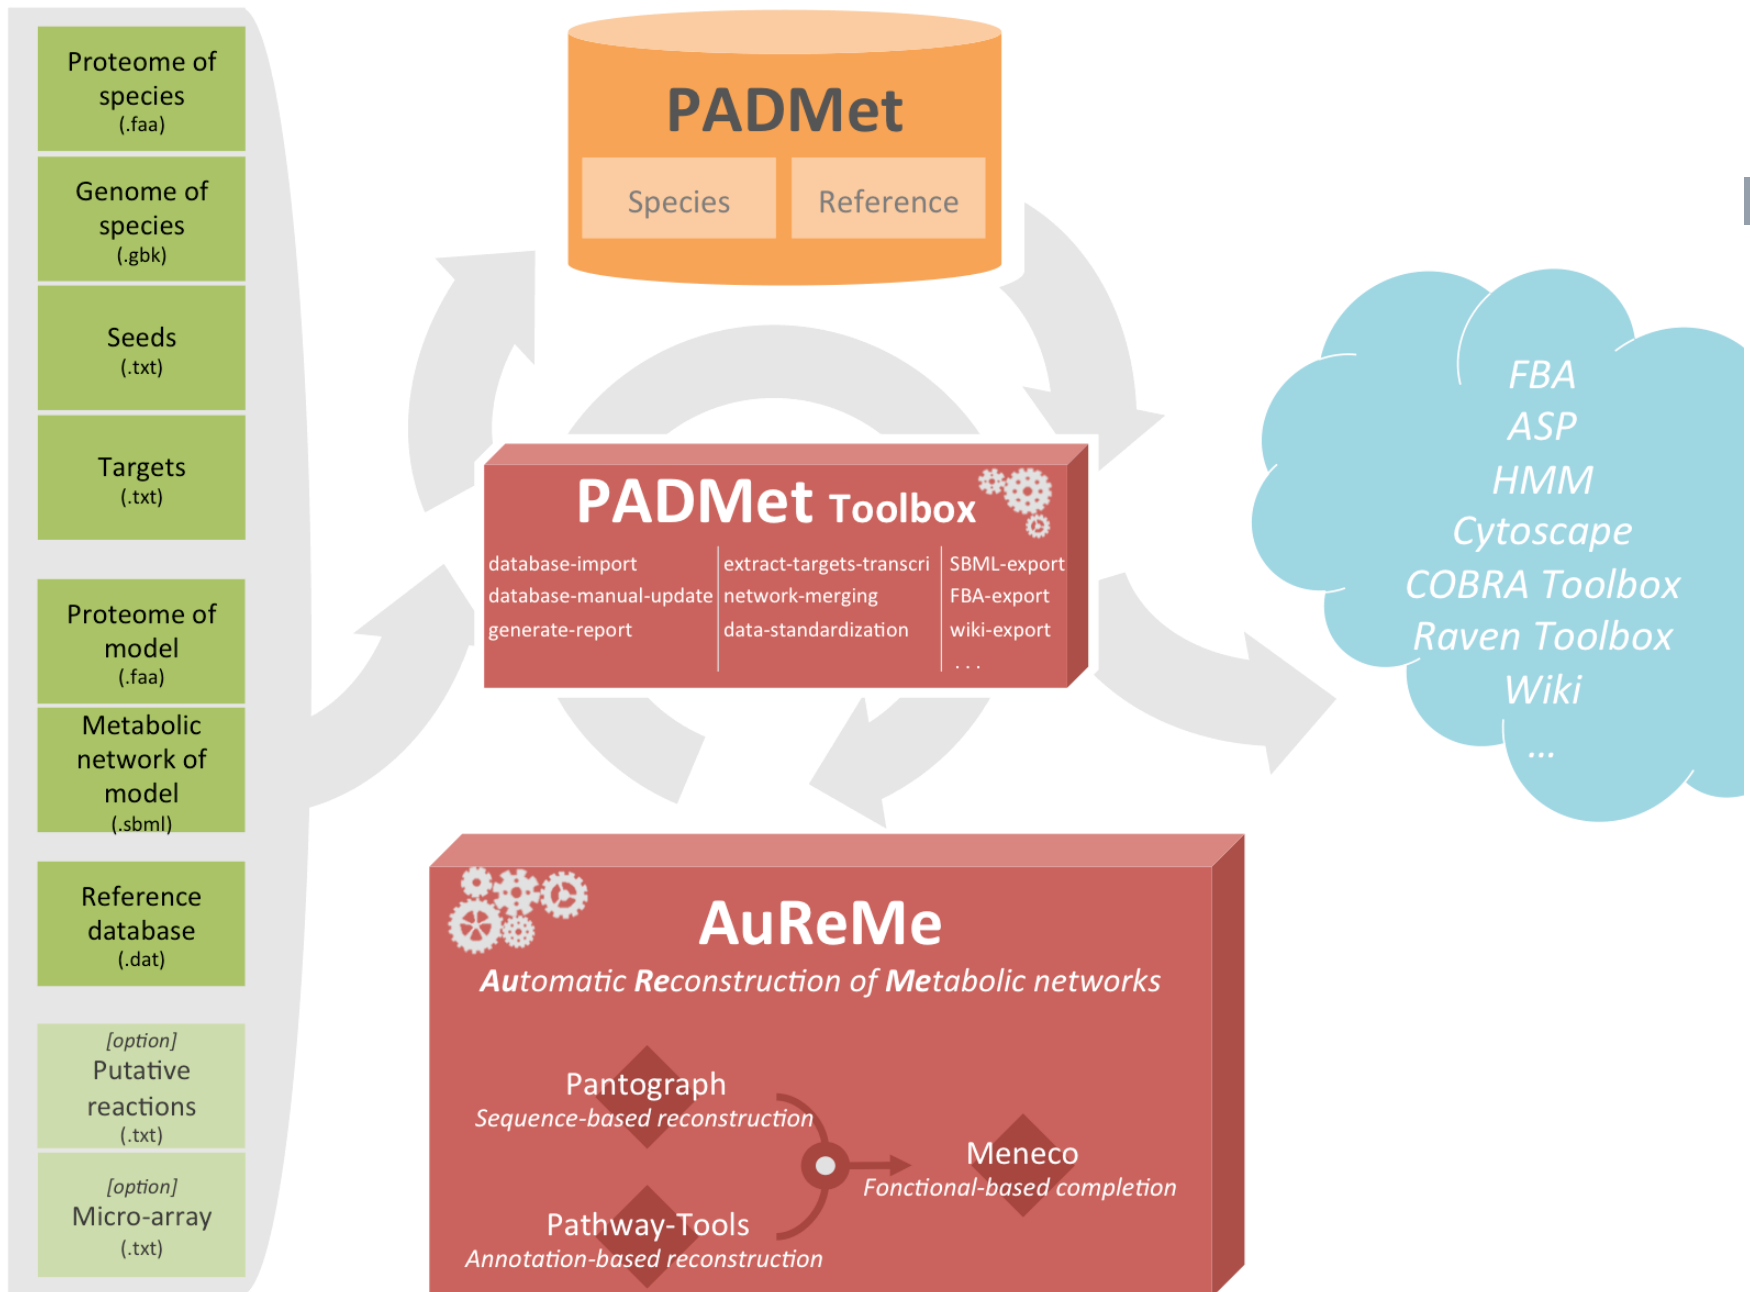 Proteome of
species
(.faa)
Genome of
species
(.gbk)
Seeds
(.txt)
Targets
(.txt)
Proteome of
model
(.faa)
Metabolic
network of
model
(.sbml)
Reference
database
(.dat)
[option]
Putative
reactions
(.txt)
[option]
Micro-array
(.txt)
PADMet
Species
Reference
PADMet Toolbox
database-import
database-manual-update
generate-report
extract-targets-transcri
network-merging
data-standardization
SBML-export
FBA-export
wiki-export
...
FBA
ASP
HMM
Cytoscape
COBRA Toolbox
Raven Toolbox
Wiki
...
AuReMe
Automatic Reconstruction of Metabolic networks
Pantograph
Sequence-based reconstruction
Pathway-Tools
Annotation-based reconstruction
Meneco
Fonctional-based completion